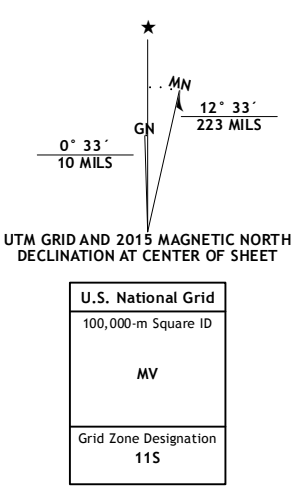 ★
MN
12° 33´
223 MILS
GN
0° 33´
10 MILS
UTM GRID AND 2015 MAGNETIC NORTH
DECLINATION AT CENTER OF SHEET
U.S. National Grid
100,000-m Square ID
MV
Grid Zone Designation
11S